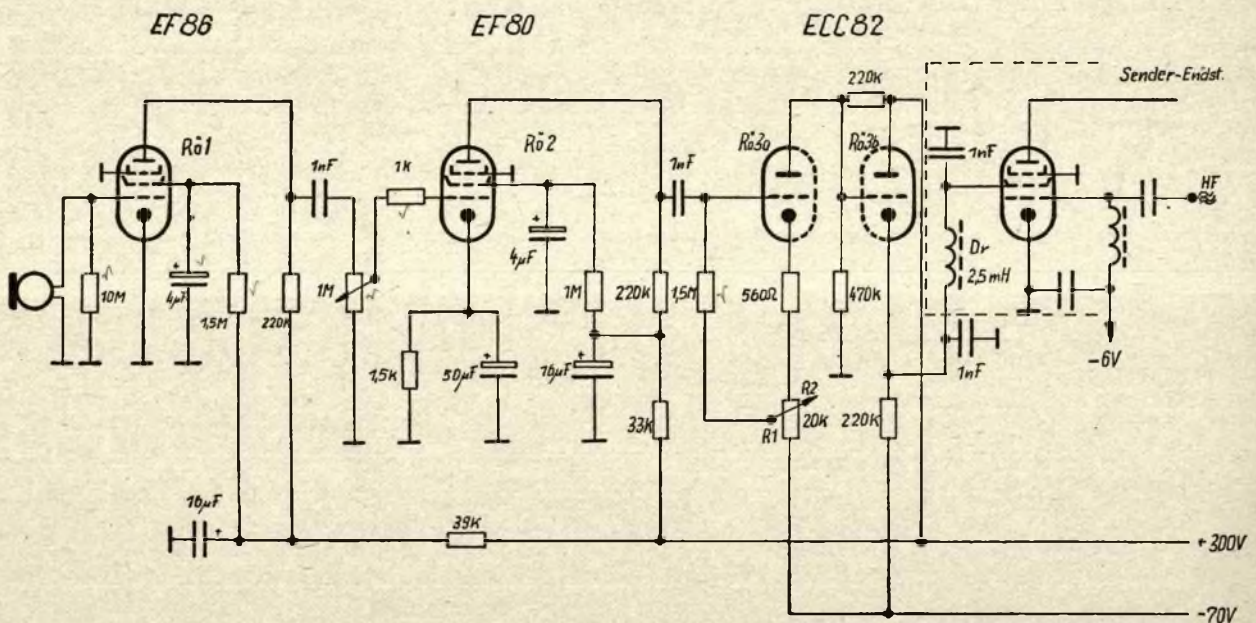 EF86
EF80
ECC82
Sender-Endst.
220K
Rö1
Rö2
Rö3a
Rö3b
1nF
1k
1nF
1nF
HF
10M
4µF
1,5M
220K
1M
4µF
1M
220K
1,5M
560Ω
470K
Dr
2,5mH
1,5K
50µF
16µF
1nF
-6V
33K
R2
R1
20K
220K
16µF
39K
+300V
-70V